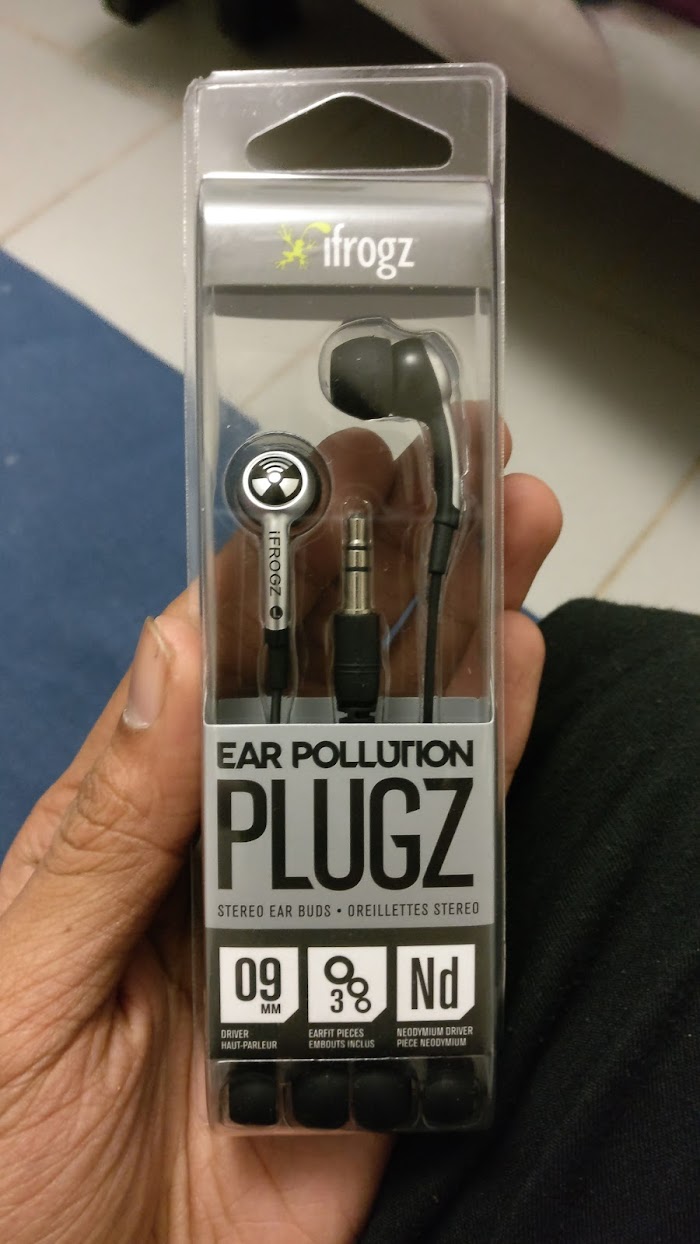 ifrogz
iFROGZ L
EAR POLLUTION
PLUGZ
STEREO EAR BUDS • OREILLETTES STEREO
09
MM
DRIVER
HAUT-PARLEUR
3
EARFIT PIECES
EMBOUTS INCLUS
Nd
NEODYMIUM DRIVER
PIÈCE NEODYMIUM